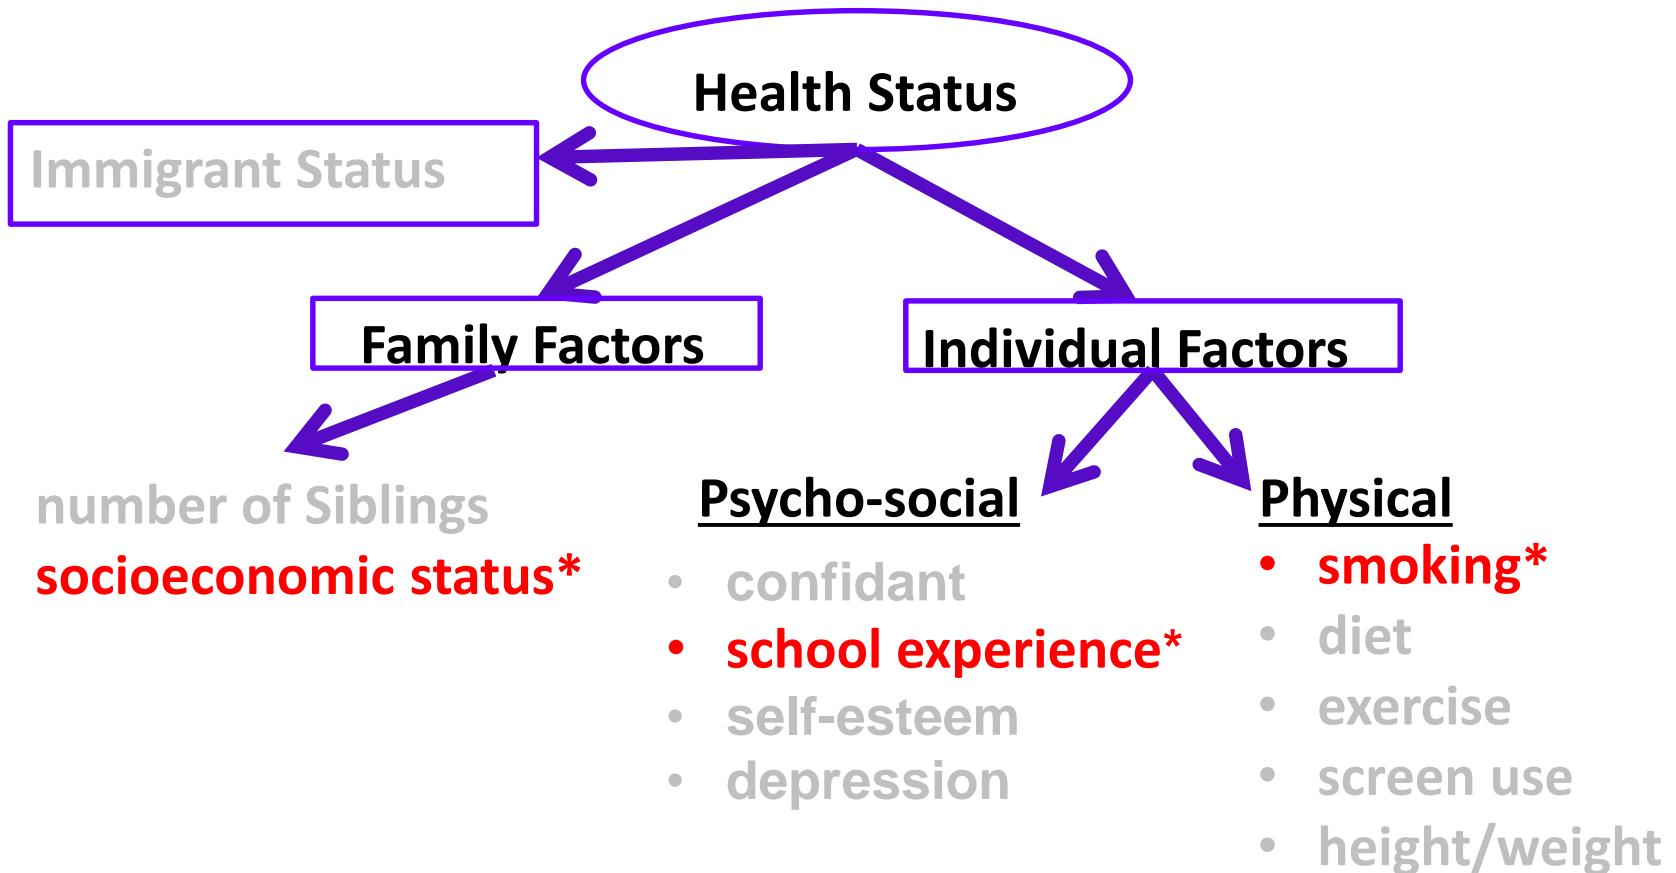 Health Status
Immigrant Status
Family Factors
Individual Factors
number of Siblings
socioeconomic status*
Psycho-social
• confidant
• school experience*
• self-esteem
• depression
Physical
• smoking*
• diet
• exercise
• screen use
• height/weight